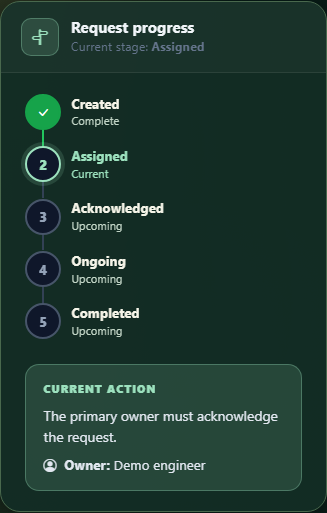 Request progress
Current stage: Assigned
Created
Complete
2
Assigned
Current
3
Acknowledged
Upcoming
4
Ongoing
Upcoming
5
Completed
Upcoming
CURRENT ACTION
The primary owner must acknowledge
the request.
Owner: Demo engineer